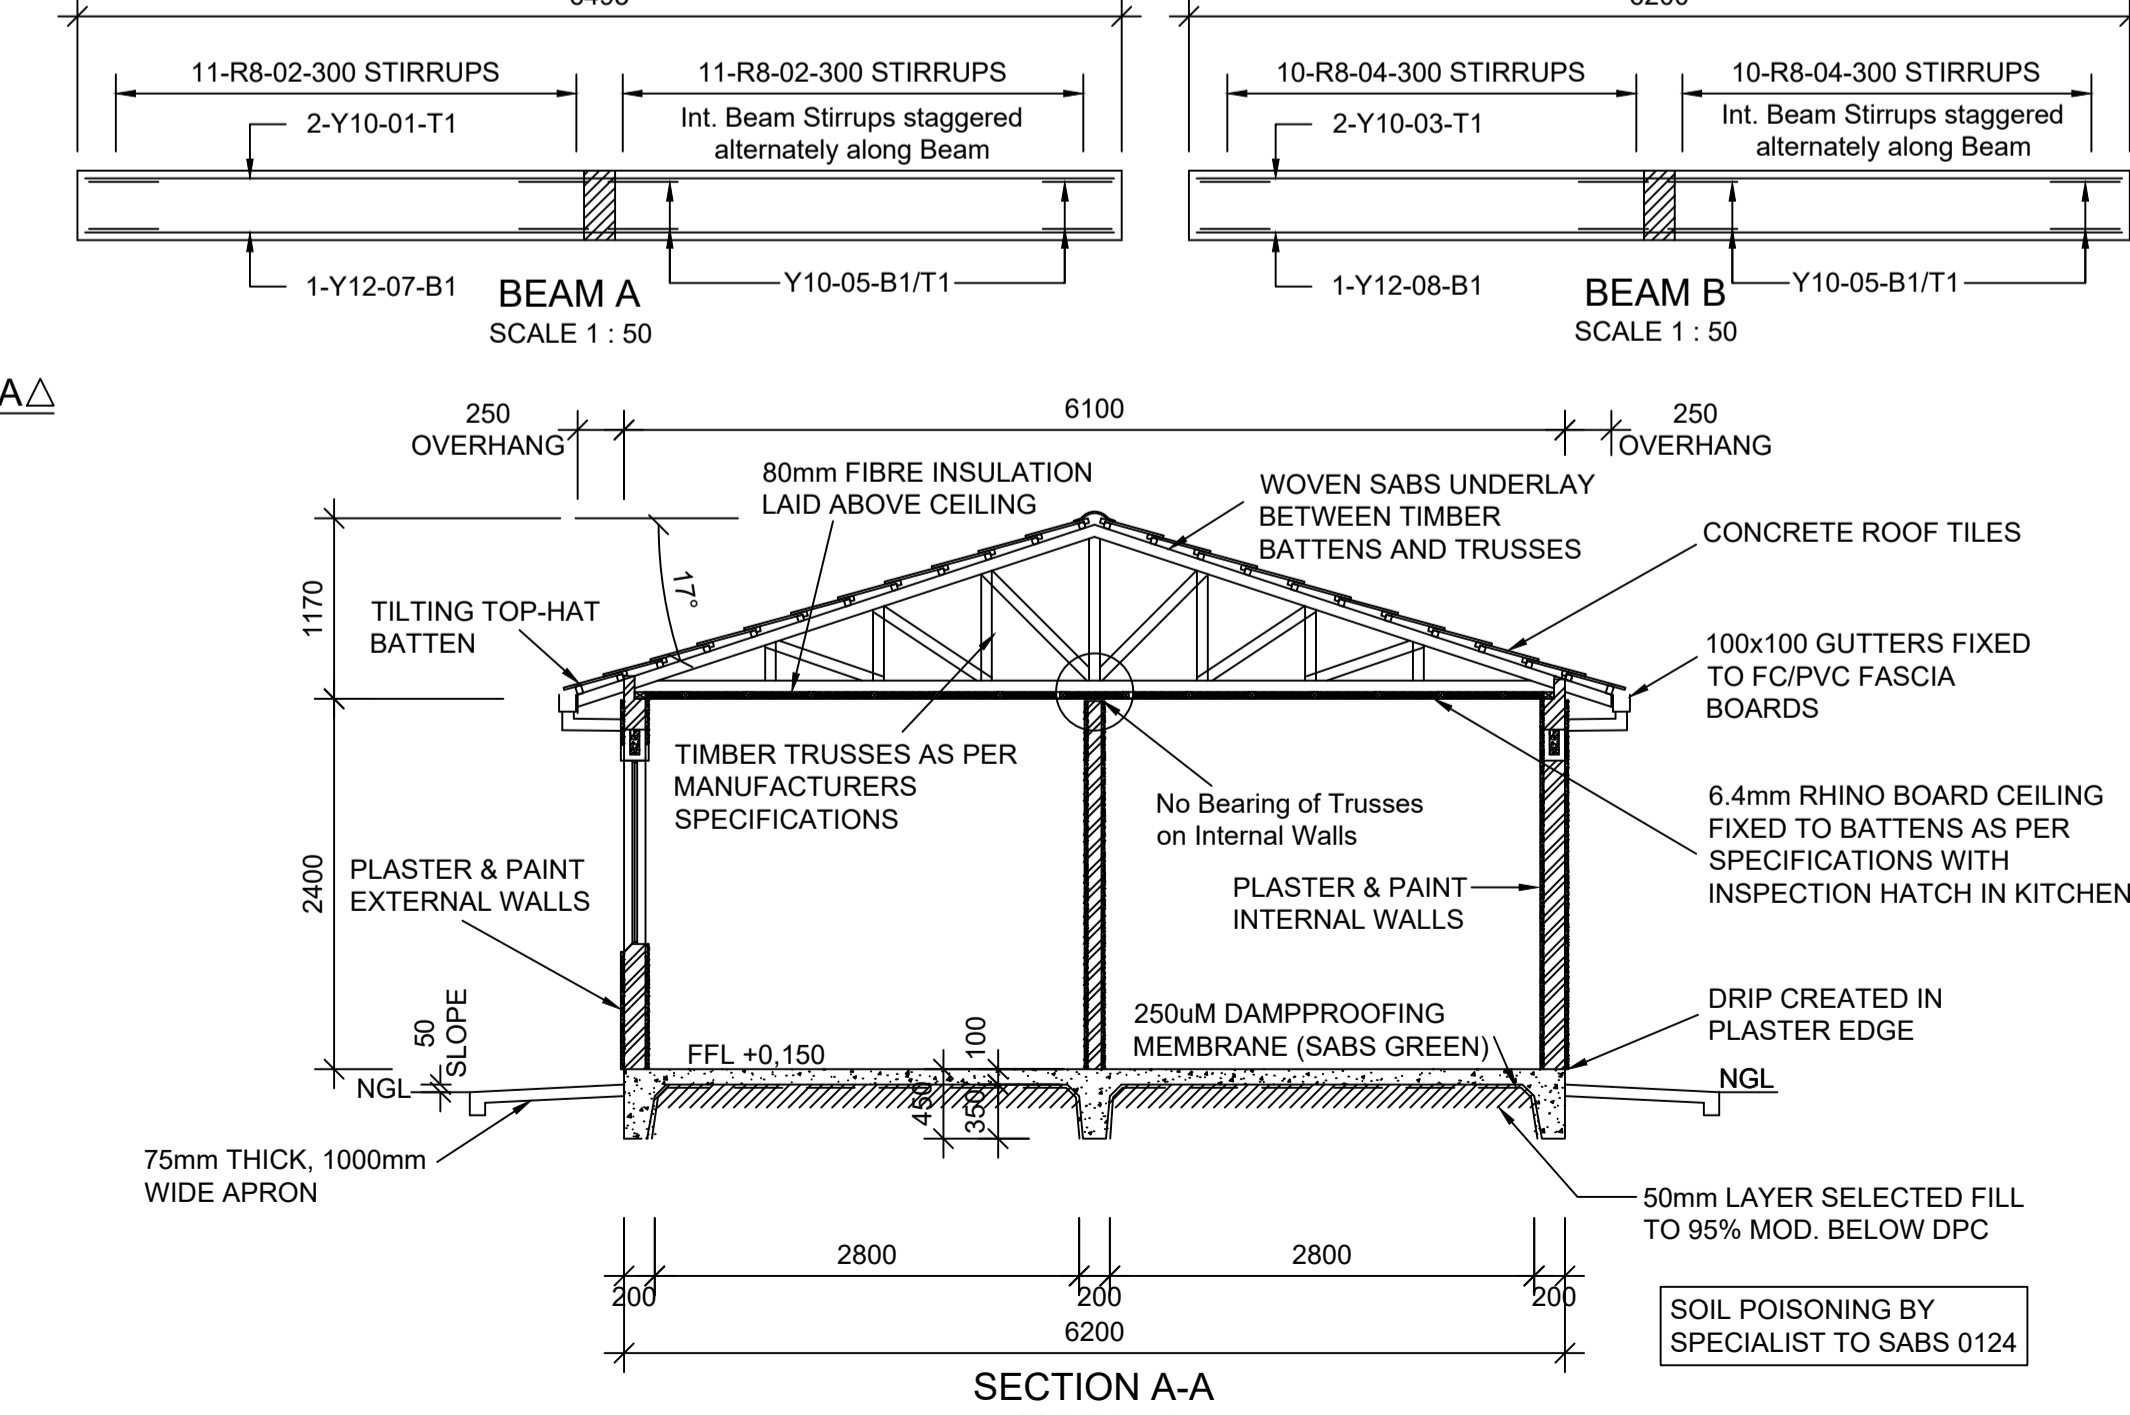 11-R8-02-300 STIRRUPS
11-R8-02-300 STIRRUPS
2-Y10-01-T1
Int. Beam Stirrups staggered
alternately along Beam
1-Y12-07-B1
Y10-05-B1/T1
BEAM A
SCALE 1 : 50
6200
10-R8-04-300 STIRRUPS
10-R8-04-300 STIRRUPS
2-Y10-03-T1
Int. Beam Stirrups staggered
alternately along Beam
1-Y12-08-B1
Y10-05-B1/T1
BEAM B
SCALE 1 : 50
A
250
OVERHANG
6100
250
OVERHANG
80mm FIBRE INSULATION
LAID ABOVE CEILING
WOVEN SABS UNDERLAY
BETWEEN TIMBER
BATTENS AND TRUSSES
CONCRETE ROOF TILES
1170
17°
TILTING TOP-HAT
BATTEN
100x100 GUTTERS FIXED
TO FC/PVC FASCIA
BOARDS
TIMBER TRUSSES AS PER
MANUFACTURERS
SPECIFICATIONS
No Bearing of Trusses
on Internal Walls
6.4mm RHINO BOARD CEILING
FIXED TO BATTENS AS PER
SPECIFICATIONS WITH
INSPECTION HATCH IN KITCHEN
2400
PLASTER & PAINT
EXTERNAL WALLS
PLASTER & PAINT
INTERNAL WALLS
50
SLOPE
FFL +0,150
100
450
350
250uM DAMPPROOFING
MEMBRANE (SABS GREEN)
DRIP CREATED IN
PLASTER EDGE
NGL
NGL
75mm THICK, 1000mm
WIDE APRON
50mm LAYER SELECTED FILL
TO 95% MOD. BELOW DPC
2800
2800
200
200
200
6200
SOIL POISONING BY
SPECIALIST TO SABS 0124
SECTION A-A